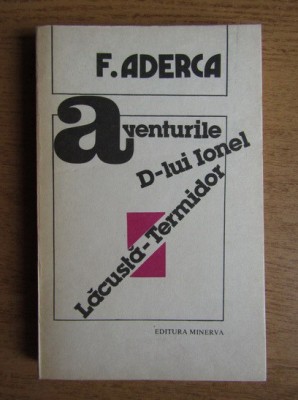 F. ADERCA
aventurile
D-lui Ionel
Lăcustă-Termidor
EDITURA MINERVA